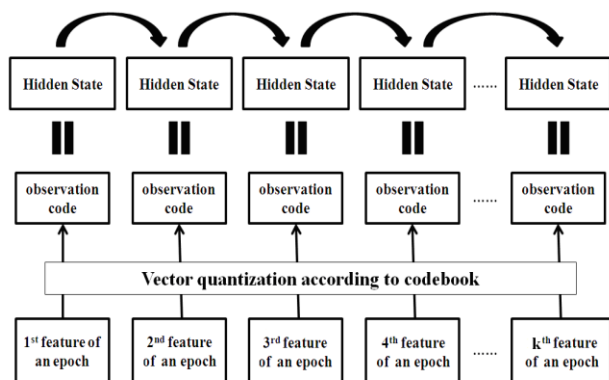 Hidden State Hidden State Hidden State Hidden State ...... Hidden State
observation observation observation observation observation
code code code code ...... code
Vector quantization according to codebook
1st feature of 2nd feature 3rd feature 4th feature kth feature
an epoch of an epoch of an epoch of an epoch ...... of an epoch